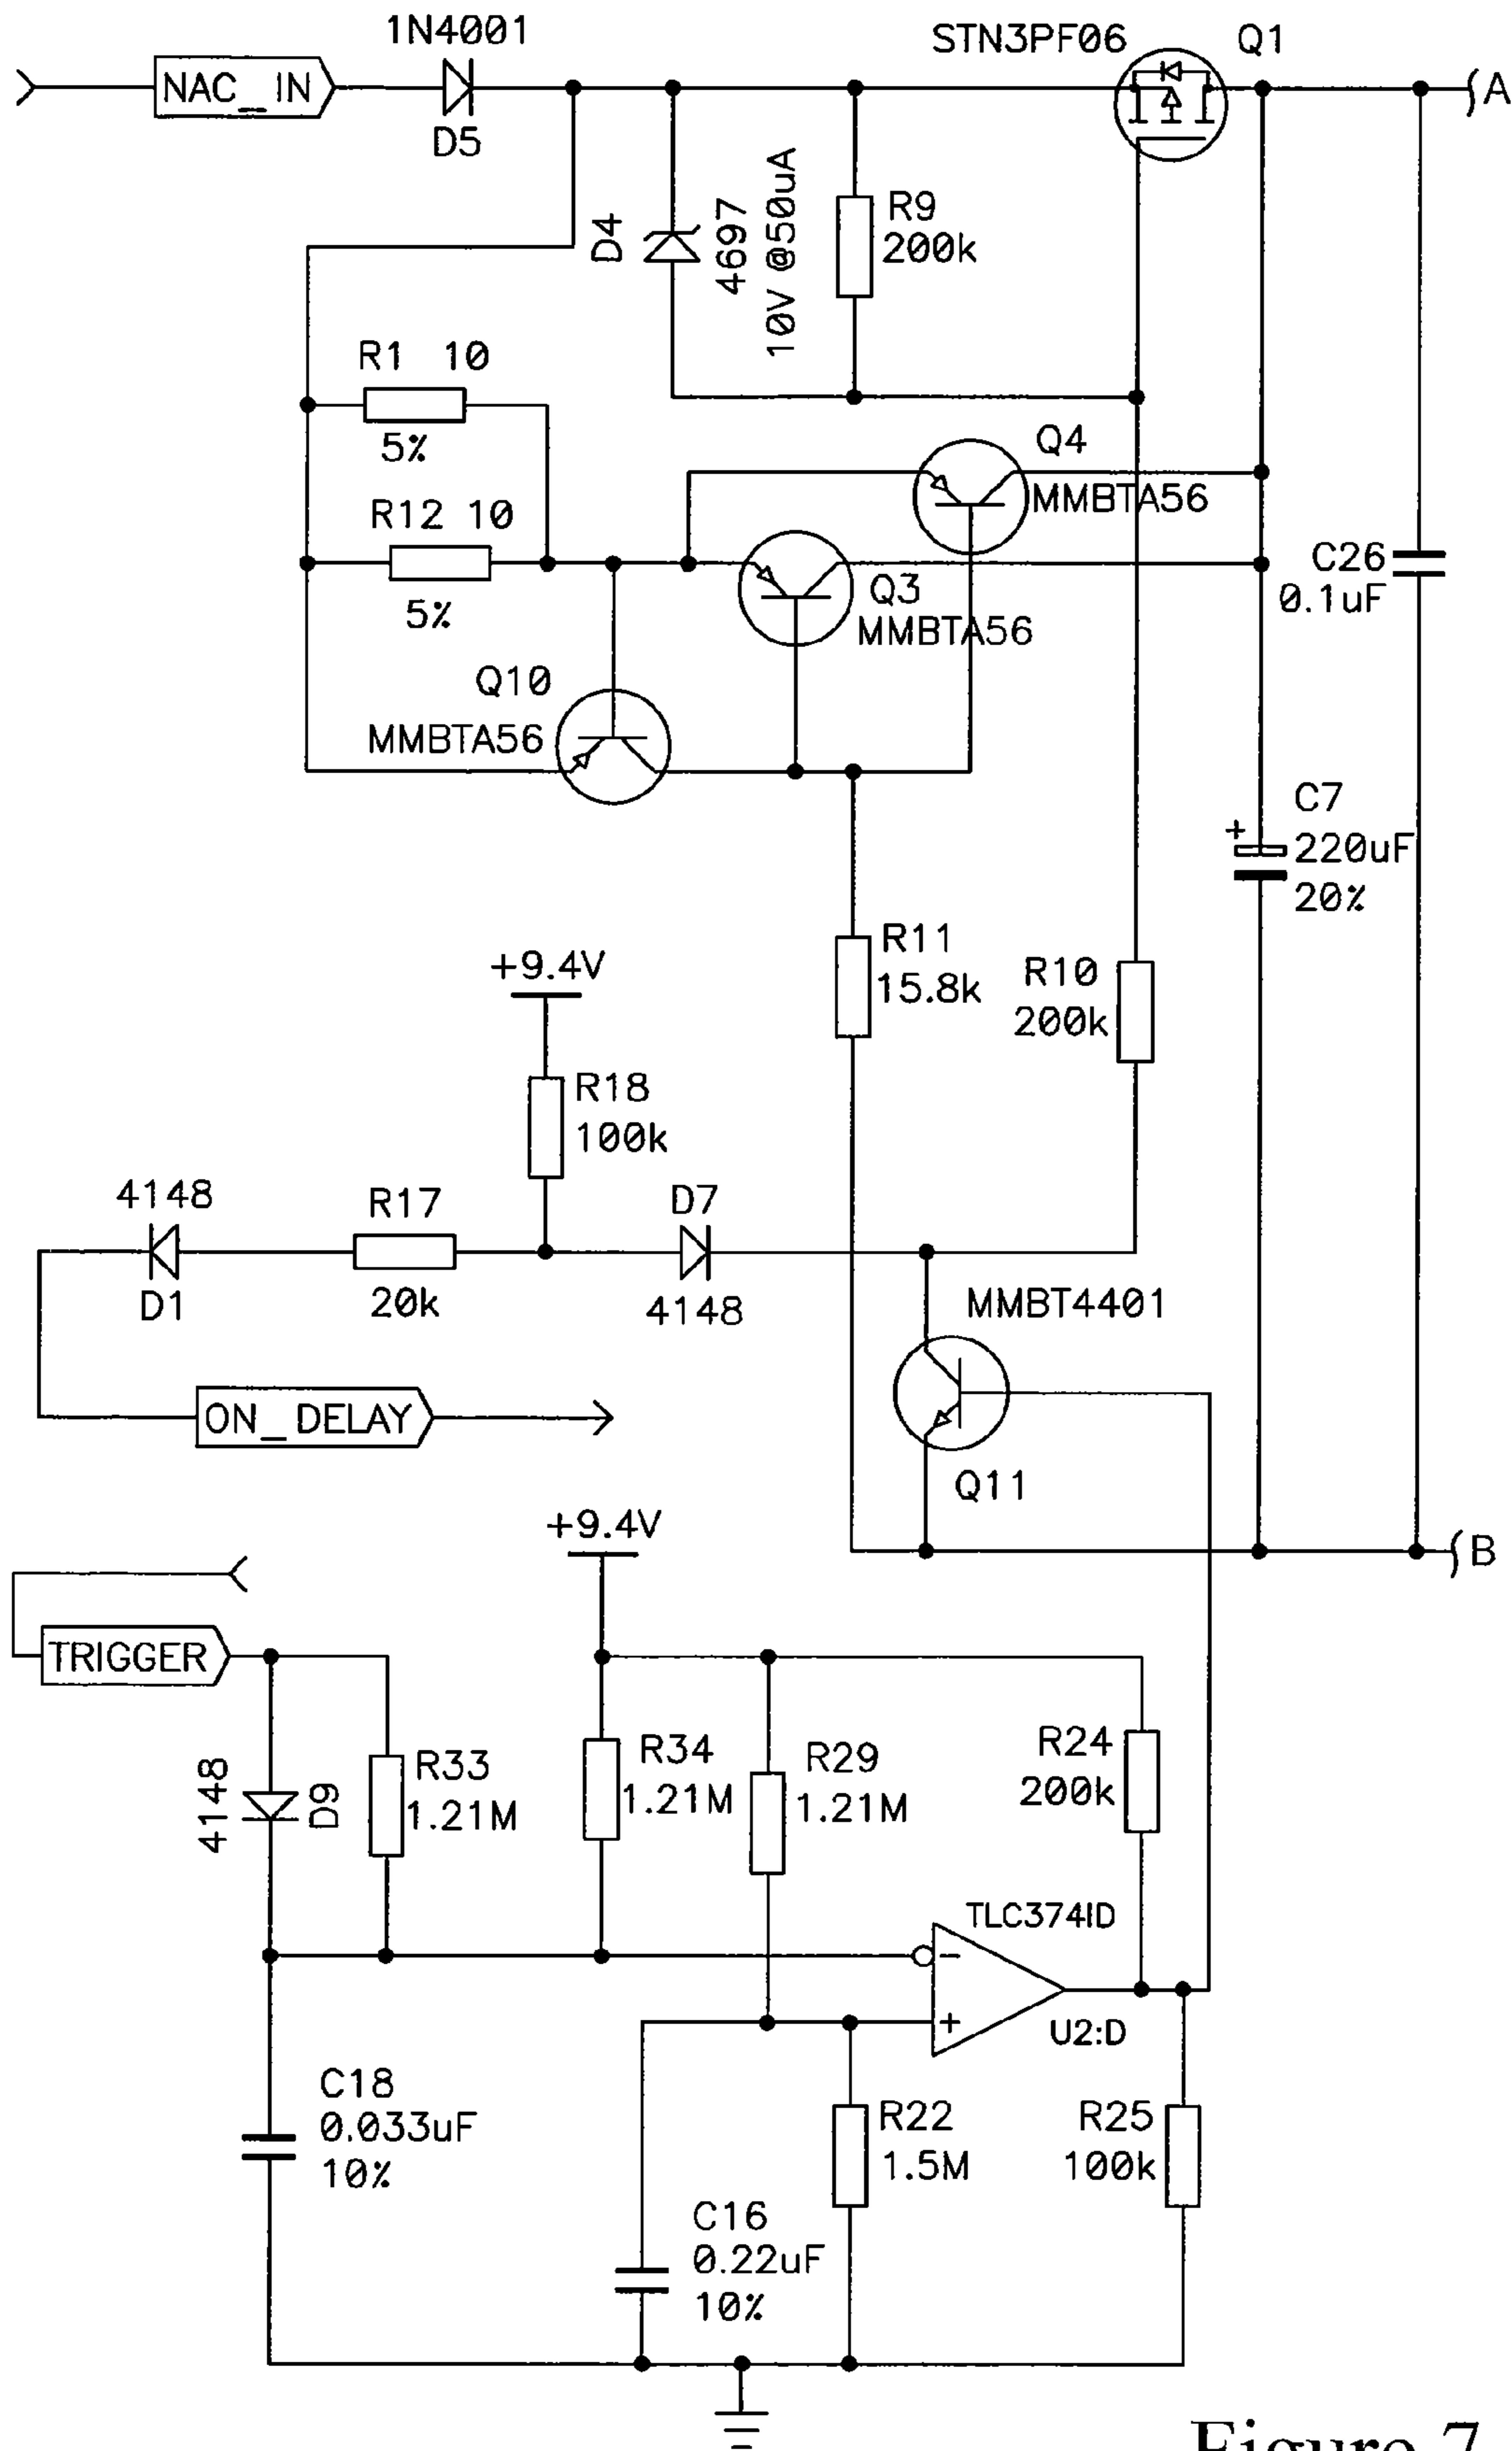 1N4001
STN3PF06
Q1
NAC_IN
A
D5
D4
4697
10V @50uA
R9
200k
R1 10
5%
Q4
MMBTA56
R12 10
5%
Q3
MMBTA56
C26
0.1uF
Q10
MMBTA56
C7
+
220uF
20%
R11
15.8k
R10
200k
+9.4V
R18
100k
4148
D1
R17
20k
D7
4148
MMBT4401
ON_DELAY
Q11
+9.4V
B
TRIGGER
4148
D9
R33
1.21M
R34
1.21M
R29
1.21M
R24
200k
TLC374ID
-
+
U2:D
C18
0.033uF
10%
R22
1.5M
R25
100k
C16
0.22uF
10%
Figure 7